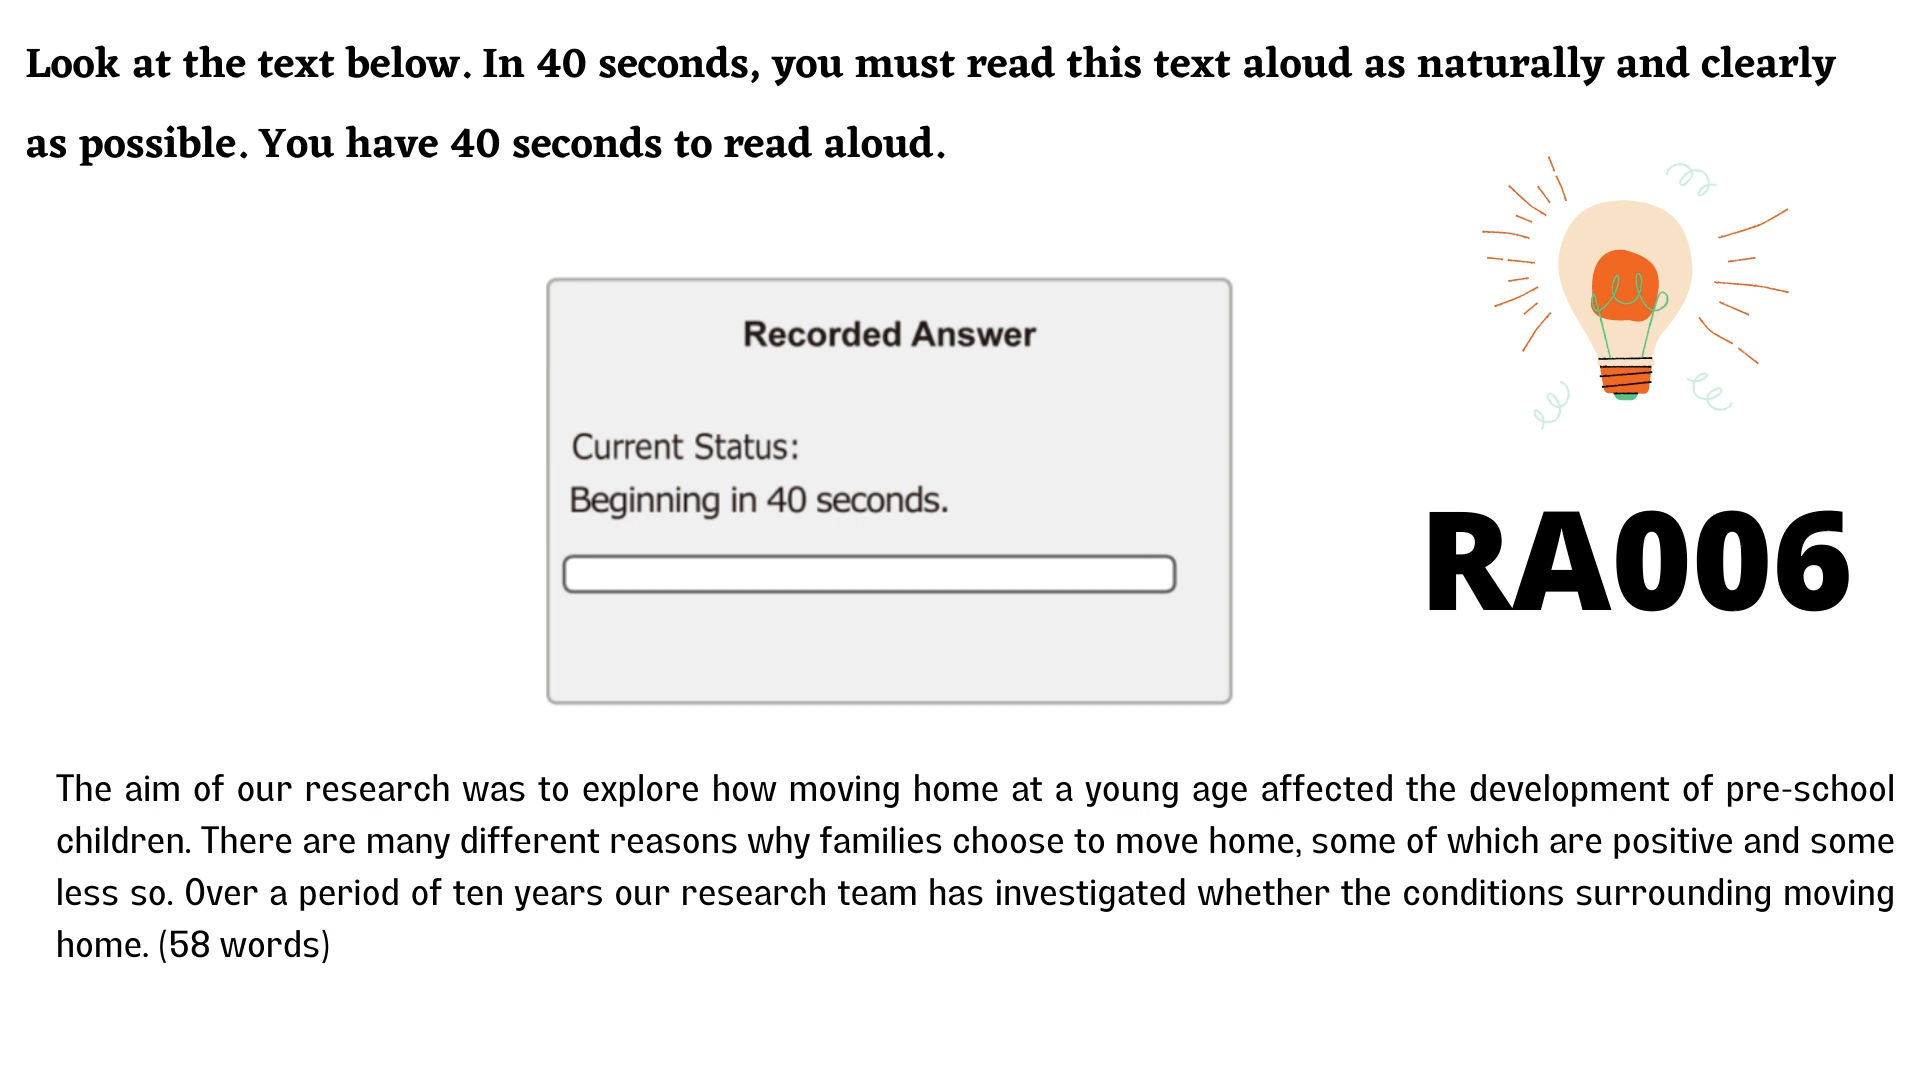 Look at the text below. In 40 seconds, you must read this text aloud as naturally and clearly
as possible. You have 40 seconds to read aloud.
Recorded Answer
Current Status:
Beginning in 40 seconds.
RA006
The aim of our research was to explore how moving home at a young age affected the development of pre-school
children. There are many different reasons why families choose to move home, some of which are positive and some
less so. Over a period of ten years our research team has investigated whether the conditions surrounding moving
home. (58 words)